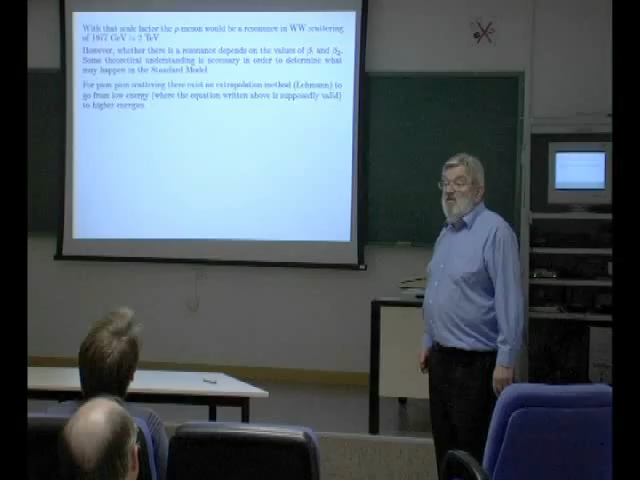 With that scale factor the ρ meson would be a resonance in WW scattering
of 1977 GeV ≈ 2 TeV
However, whether there is a resonance depends on the values of β₁ and β₂.
Some theoretical understanding is necessary in order to determine what
may happen in the Standard Model
For pion pion scattering there exist an extrapolation method (Lehmann) to
go from low energy (where the equation written above is supposedly valid)
to higher energies.